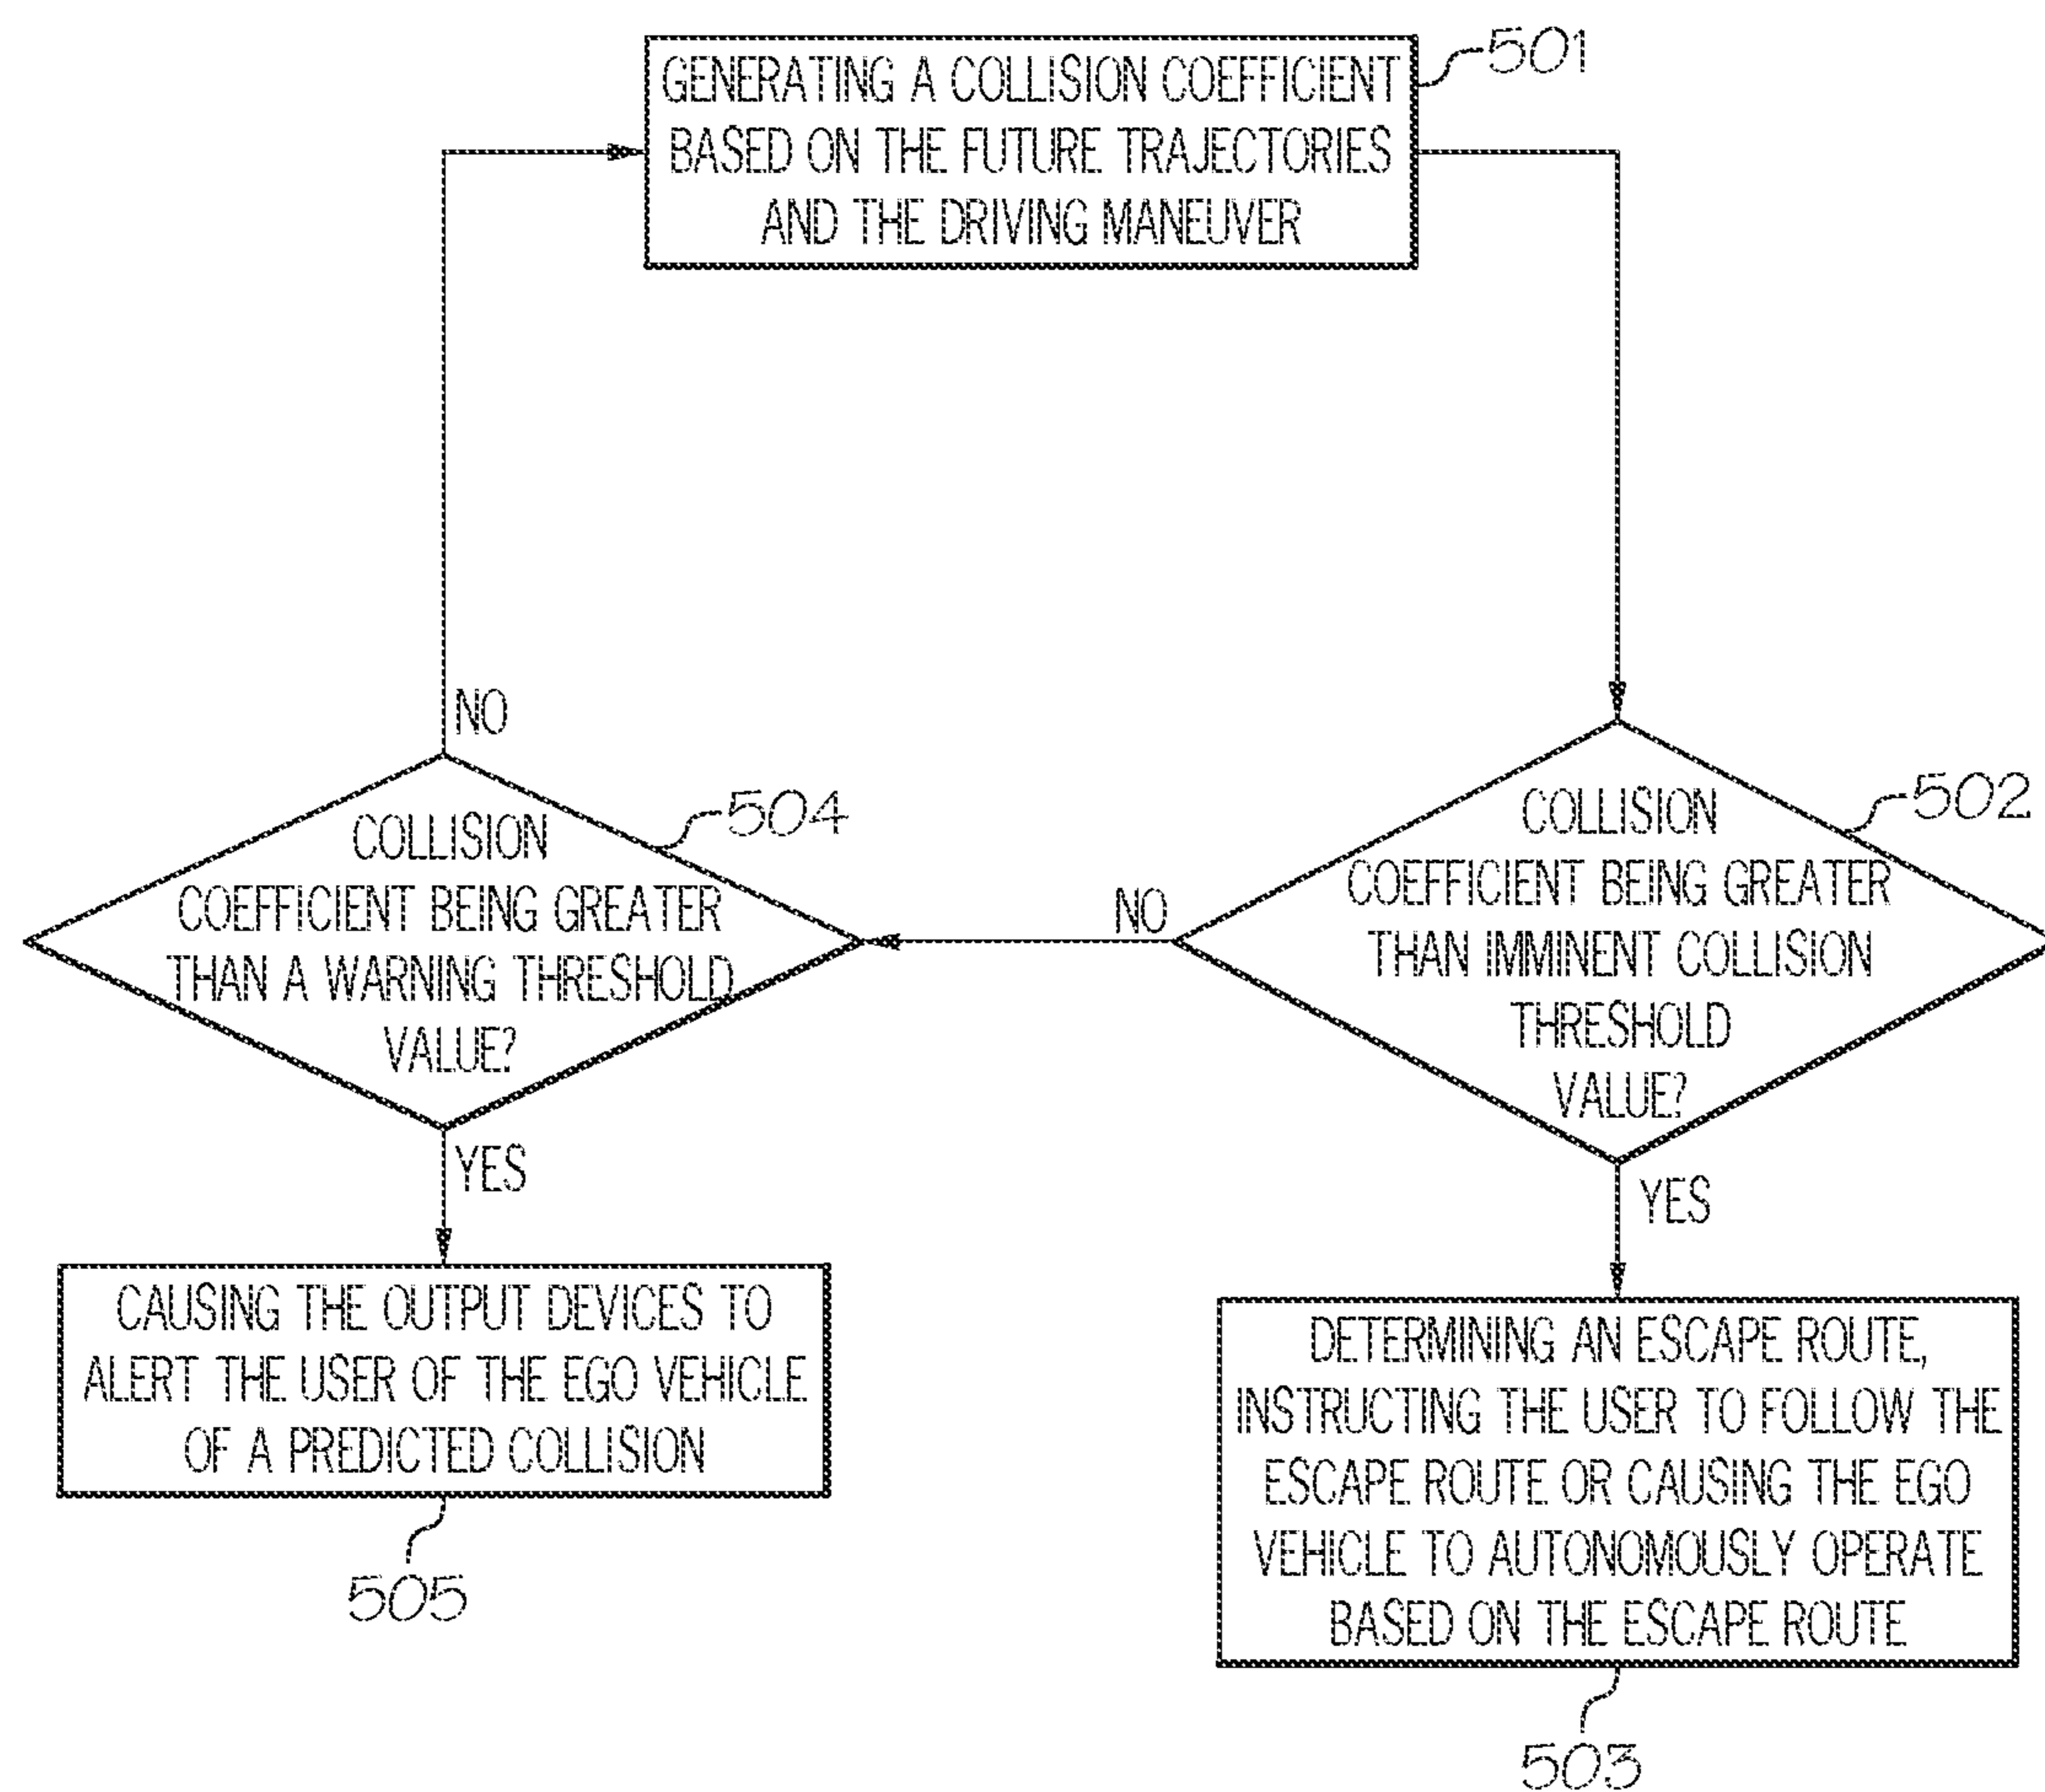 GENERATING A COLLISION COEFFICIENT
BASED ON THE FUTURE TRAJECTORIES
AND THE DRIVING MANEUVER
501
NO
COLLISION
COEFFICIENT BEING GREATER
THAN A WARNING THRESHOLD
VALUE?
504
NO
COLLISION
COEFFICIENT BEING GREATER
THAN IMMINENT COLLISION
THRESHOLD
VALUE?
502
YES
YES
CAUSING THE OUTPUT DEVICES TO
ALERT THE USER OF THE EGO VEHICLE
OF A PREDICTED COLLISION
505
DETERMINING AN ESCAPE ROUTE,
INSTRUCTING THE USER TO FOLLOW THE
ESCAPE ROUTE OR CAUSING THE EGO
VEHICLE TO AUTONOMOUSLY OPERATE
BASED ON THE ESCAPE ROUTE
503